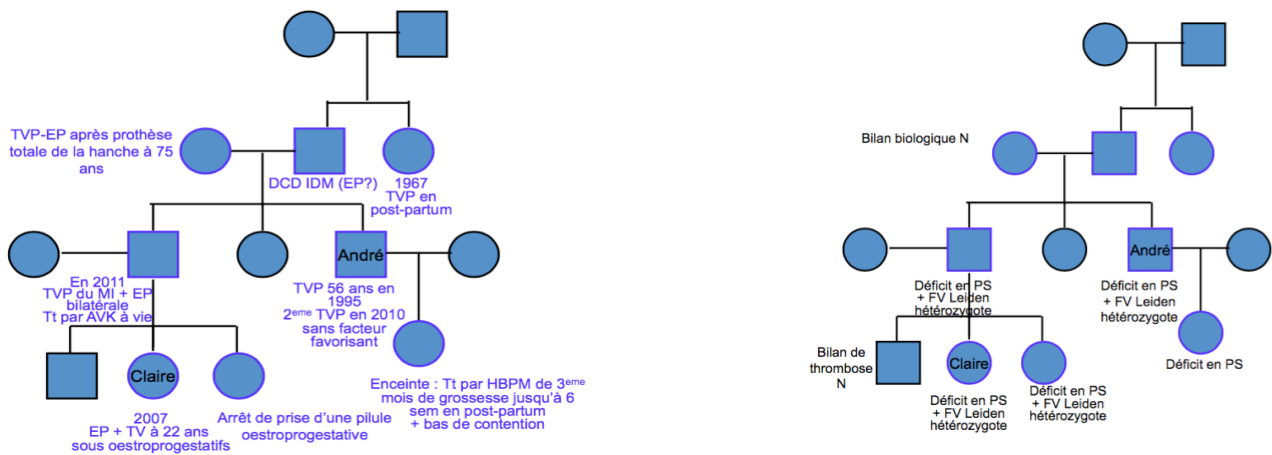 TVP-EP après prothèse
totale de la hanche à 75
ans
DCD IDM (EP?)
1967
TVP en
post-partum
En 2011
TVP du MI + EP
bilatérale
Tt par AVK à vie
André
TVP 56 ans en
1995
2eme TVP en 2010
sans facteur
favorisant
Claire
2007
EP + TV à 22 ans
sous oestroprogestatifs
Arrêt de prise d'une pilule
oestroprogestative
Enceinte : Tt par HBPM de 3eme
mois de grossesse jusqu'à 6
sem en post-partum
+ bas de contention
Bilan biologique N
Déficit en PS
+ FV Leiden
hétérozygote
André
Déficit en PS
+ FV Leiden
hétérozygote
Bilan de
thrombose
N
Claire
Déficit en PS
+ FV Leiden
hétérozygote
Déficit en PS
+ FV Leiden
hétérozygote
Déficit en PS